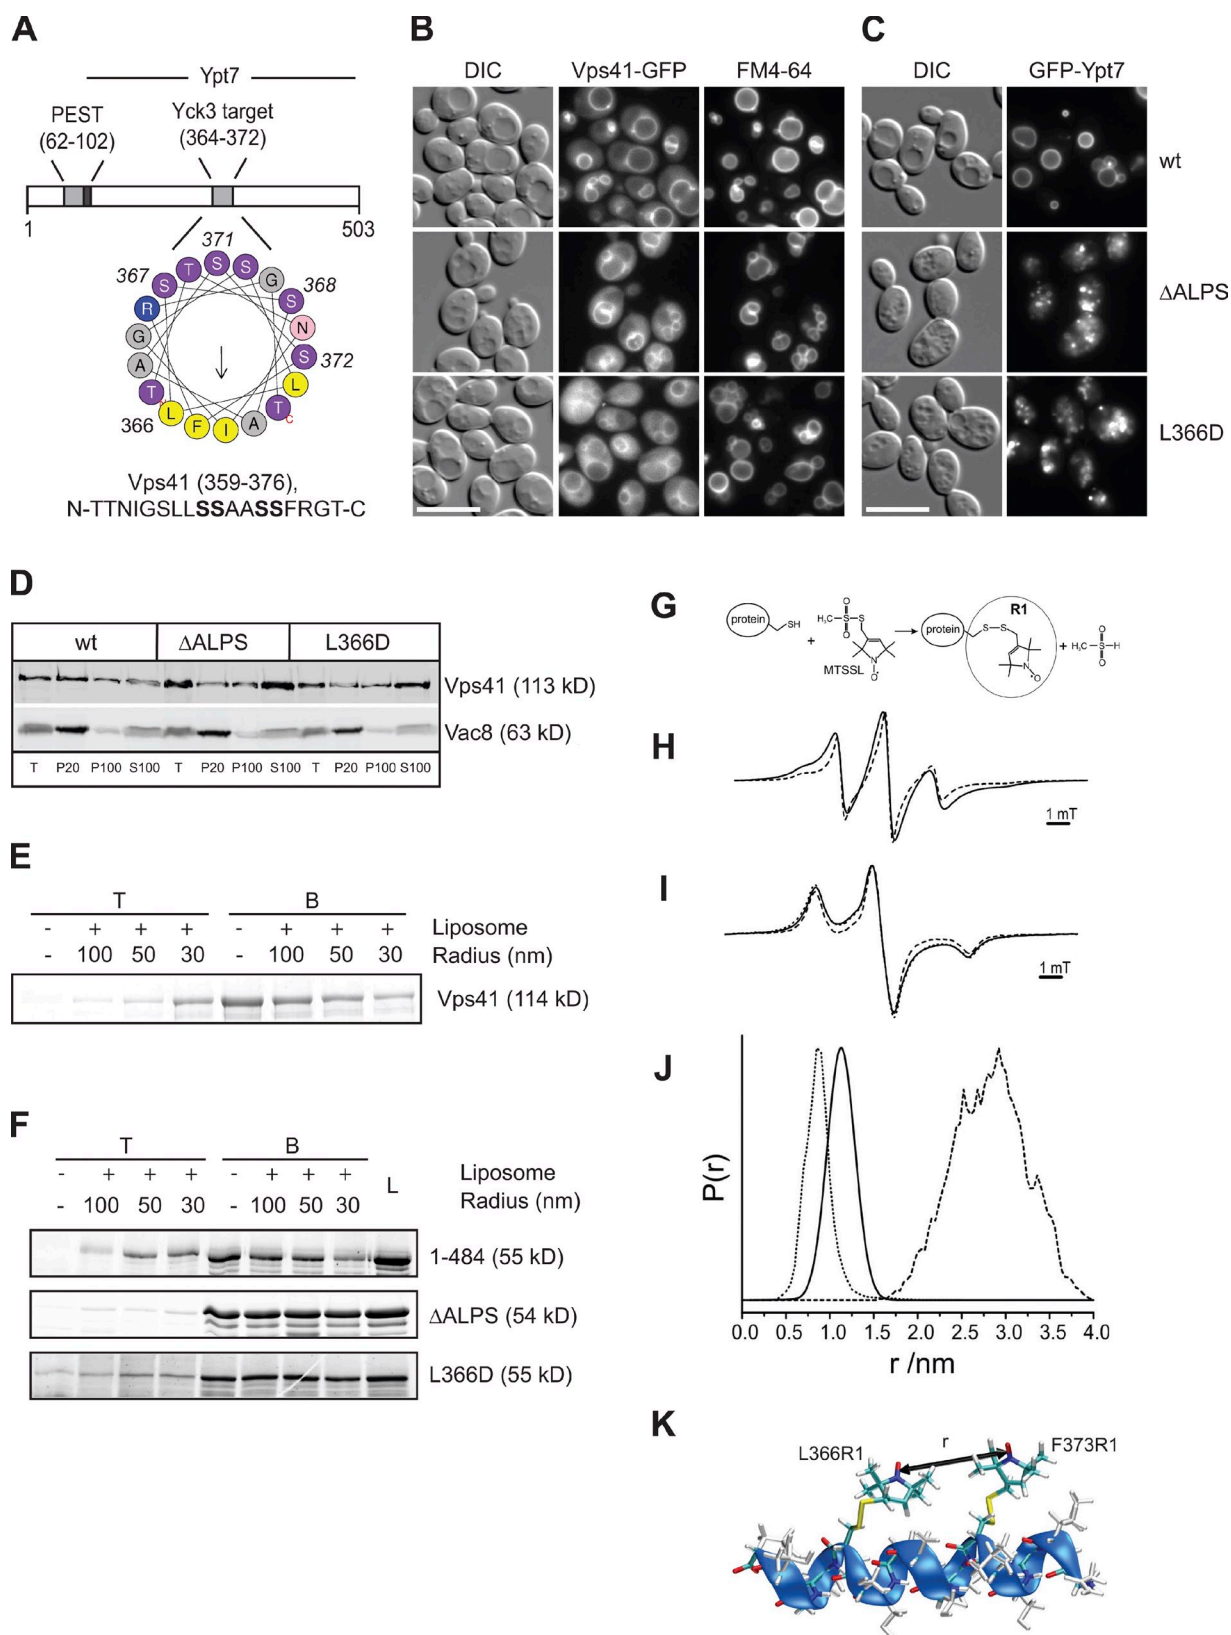 A
Ypt7
PEST
(62-102)
Yck3 target
(364-372)
1
503
371
367
368
372
366
S T S S G S N S L T A I F L T A G R
N
C
Vps41 (359-376),
N-TTNIGSLLSSAASSFRGT-C
B
DIC Vps41-GFP FM4-64
C
DIC GFP-Ypt7
wt
ΔALPS
L366D
D
wt ΔALPS L366D
Vps41 (113 kD)
Vac8 (63 kD)
T P20 P100 S100 T P20 P100 S100 T P20 P100 S100
E
T B
- + + + - + + + Liposome
- 100 50 30 - 100 50 30 Radius (nm)
Vps41 (114 kD)
F
T B
- + + + - + + + L Liposome
- 100 50 30 - 100 50 30 Radius (nm)
1-484 (55 kD)
ΔALPS (54 kD)
L366D (55 kD)
G
protein SH + H₃C S O O S N O• MTSSL
protein S S N O• R1 + H₃C S O O H
H
1 mT
I
1 mT
J
P(r)
0.0 0.5 1.0 1.5 2.0 2.5 3.0 3.5 4.0
r /nm
K
L366R1 r F373R1